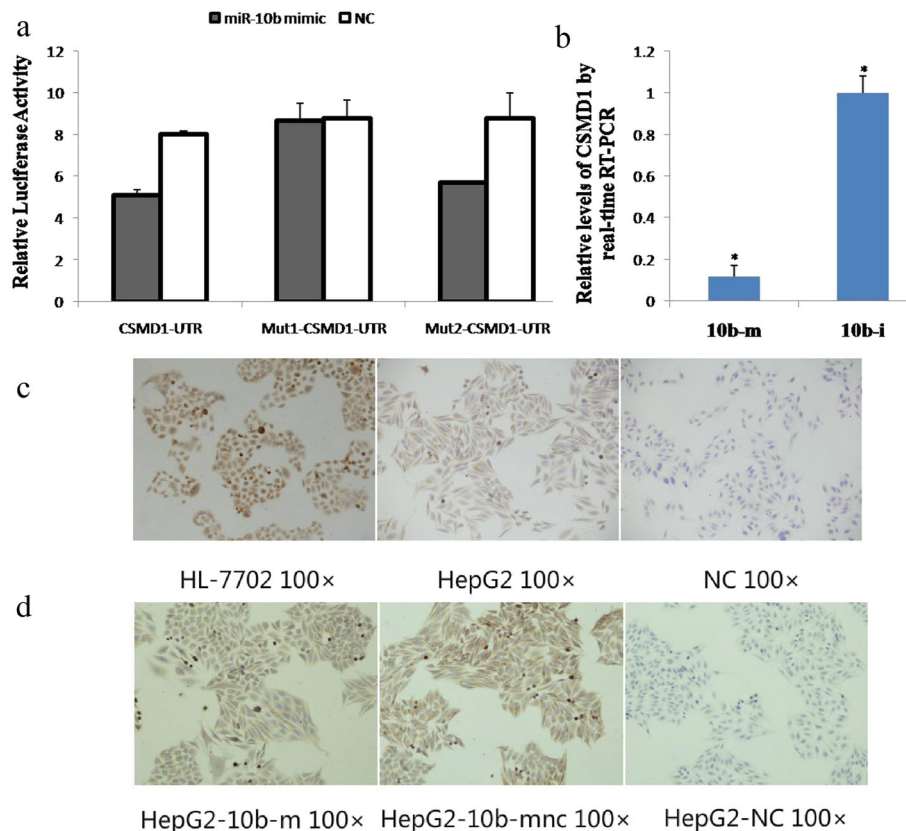 a
miR-10b mimic NC
Relative Luciferase Activity
12
10
8
6
4
2
0
CSMD1-UTR Mut1-CSMD1-UTR Mut2-CSMD1-UTR
b
Relative levels of CSMD1 by
real-time RT-PCR
1.2
1
0.8
0.6
0.4
0.2
0
*
*
10b-m 10b-i
c
HL-7702 100× HepG2 100× NC 100×
d
HepG2-10b-m 100× HepG2-10b-mnc 100× HepG2-NC 100×